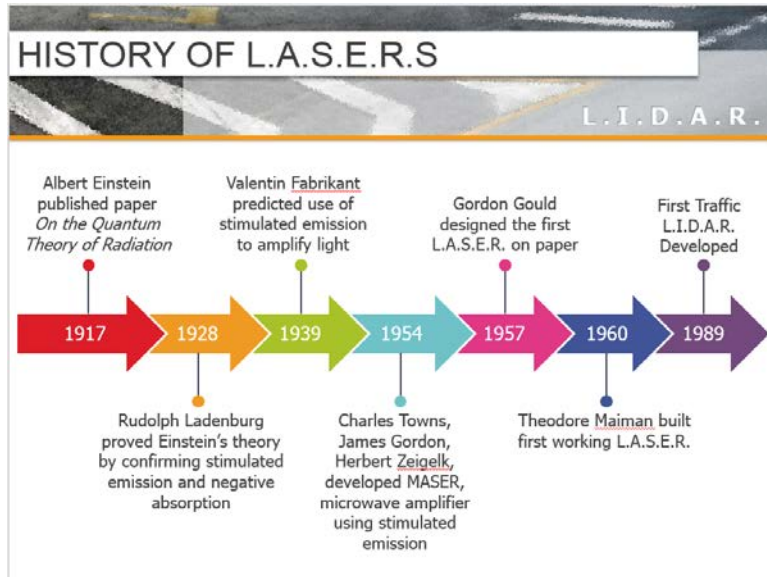 HISTORY OF L.A.S.E.R.S
L.I.D.A.R.
Albert Einstein
published paper
On the Quantum
Theory of Radiation
Valentin Fabrikant
predicted use of
stimulated emission
to amplify light
Gordon Gould
designed the first
L.A.S.E.R. on paper
First Traffic
L.I.D.A.R.
Developed
1917
1928
1939
1954
1957
1960
1989
Rudolph Ladenburg
proved Einstein's theory
by confirming stimulated
emission and negative
absorption
Charles Towns,
James Gordon,
Herbert Zeigelk,
developed MASER,
microwave amplifier
using stimulated
emission
Theodore Maiman built
first working L.A.S.E.R.